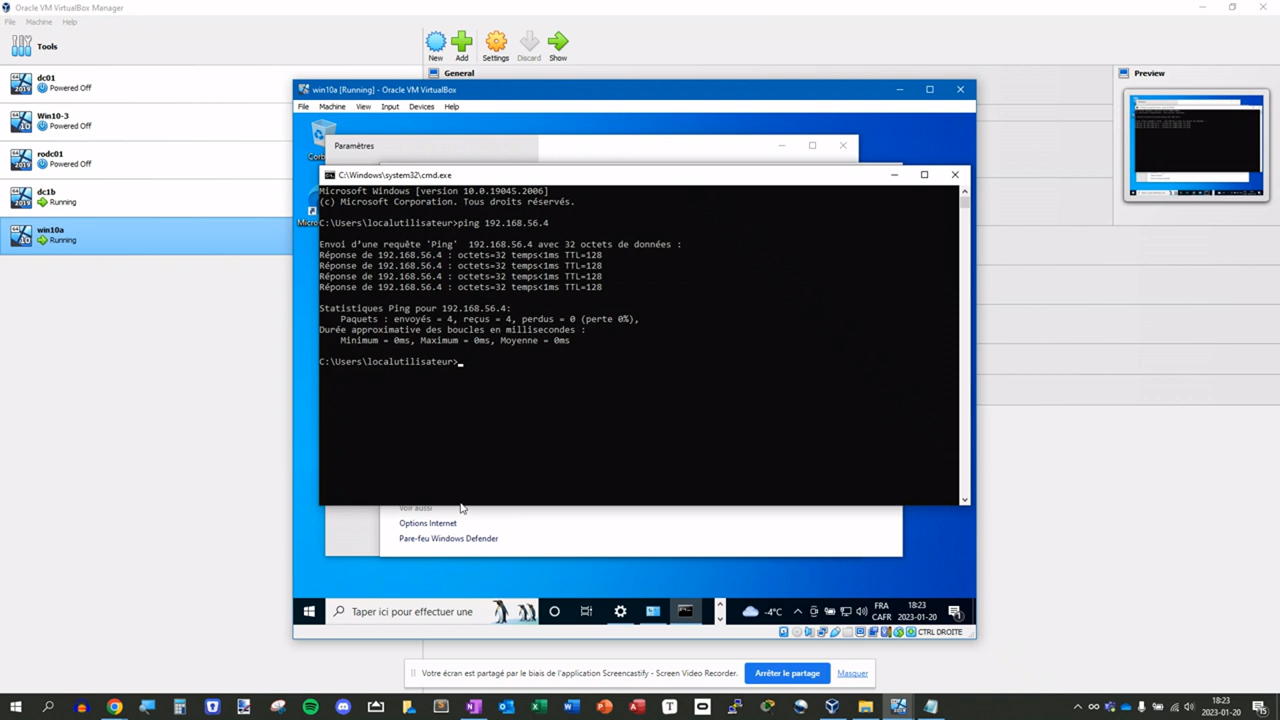 Oracle VM VirtualBox Manager
File Machine Help
Tools
New Add Settings Discard Show
General
Preview
dc01
Powered Off
Win10-3
Powered Off
rodc01
Powered Off
dc1b
Running
win10a
Running
win10a [Running] - Oracle VM VirtualBox
File Machine View Input Devices Help
Corb
Paramètres
Micro
C:\Windows\system32\cmd.exe
Microsoft Windows [version 10.0.19045.2006]
(c) Microsoft Corporation. Tous droits réservés.
C:\Users\localutilisateur>ping 192.168.56.4
Envoi d'une requête 'Ping'  192.168.56.4 avec 32 octets de données :
Réponse de 192.168.56.4 : octets=32 temps<1ms TTL=128
Réponse de 192.168.56.4 : octets=32 temps<1ms TTL=128
Réponse de 192.168.56.4 : octets=32 temps<1ms TTL=128
Réponse de 192.168.56.4 : octets=32 temps<1ms TTL=128
Statistiques Ping pour 192.168.56.4:
Paquets : envoyés = 4, reçus = 4, perdus = 0 (perte 0%),
Durée approximative des boucles en millisecondes :
Minimum = 0ms, Maximum = 0ms, Moyenne = 0ms
C:\Users\localutilisateur>
Voir aussi
Options Internet
Pare-feu Windows Defender
Taper ici pour effectuer une
-4°C
FRA
CAFR
18:23
2023-01-20
CTRL DROITE
Votre écran est partagé par le biais de l'application Screencastify - Screen Video Recorder.
Arrêter le partage
Masquer
18:23
2023-01-20
15